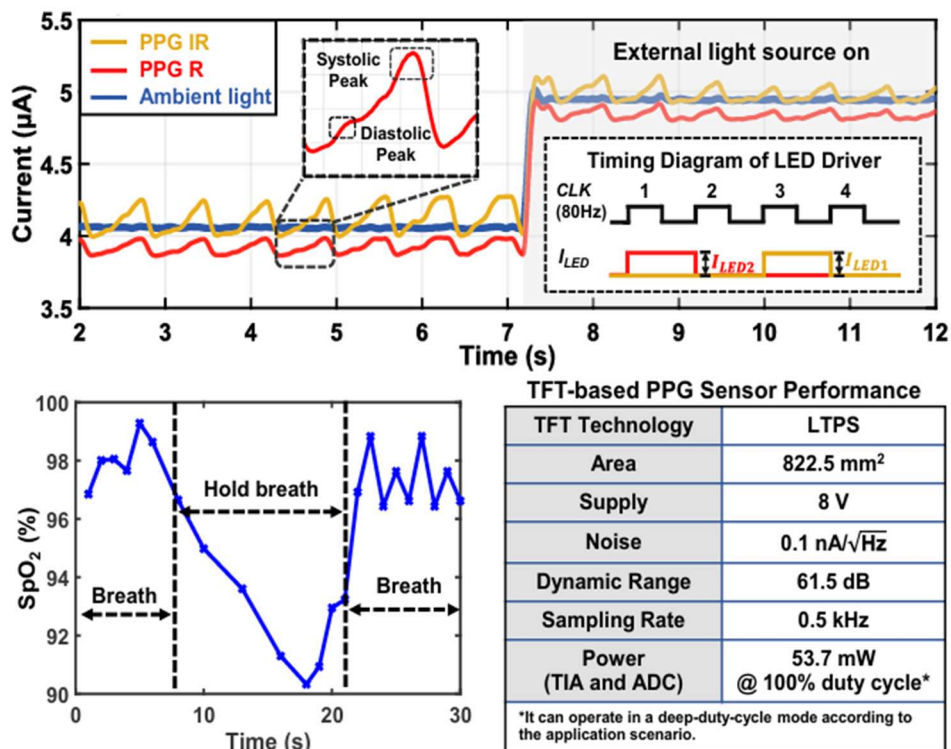 5.5
5
4.5
4
3.5
Current (µA)
PPG IR
PPG R
Ambient light
Systolic
Peak
Diastolic
Peak
External light source on
Timing Diagram of LED Driver
CLK
(80Hz)
1 2 3 4
I_LED
I_LED2
I_LED1
2 3 4 5 6 7 8 9 10 11 12
Time (s)
100
98
96
94
92
90
SpO₂ (%)
Hold breath
Breath
Breath
0 10 20 30
Time (s)
TFT-based PPG Sensor Performance
TFT Technology LTPS
Area 822.5 mm²
Supply 8 V
Noise 0.1 nA/√Hz
Dynamic Range 61.5 dB
Sampling Rate 0.5 kHz
Power 53.7 mW
(TIA and ADC) @ 100% duty cycle*
*It can operate in a deep-duty-cycle mode according to
the application scenario.